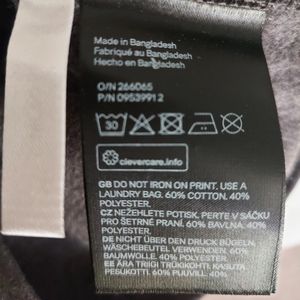 Made in Bangladesh
Fabriqué au Bangladesh
Hecho en Bangladesh
O/N 266065
P/N 09539912
30
clevercare.info
GB DO NOT IRON ON PRINT. USE A
LAUNDRY BAG. 60% COTTON. 40%
POLYESTER.
CZ NEŽEHLETE POTISK. PERTE V SÁČKU
PRO ŠETRNÉ PRANÍ. 60% BAVLNA. 40%
POLYESTER.
DE NICHT ÜBER DEN DRUCK BÜGELN.
WÄSCHEBEUTEL VERWENDEN. 60%
BAUMWOLLE. 40% POLYESTER.
EE ÄRA TRIIGI TRÜKKI OHTA. KASUTA
PESUKOTTI. 60% PUUVILL. 40%